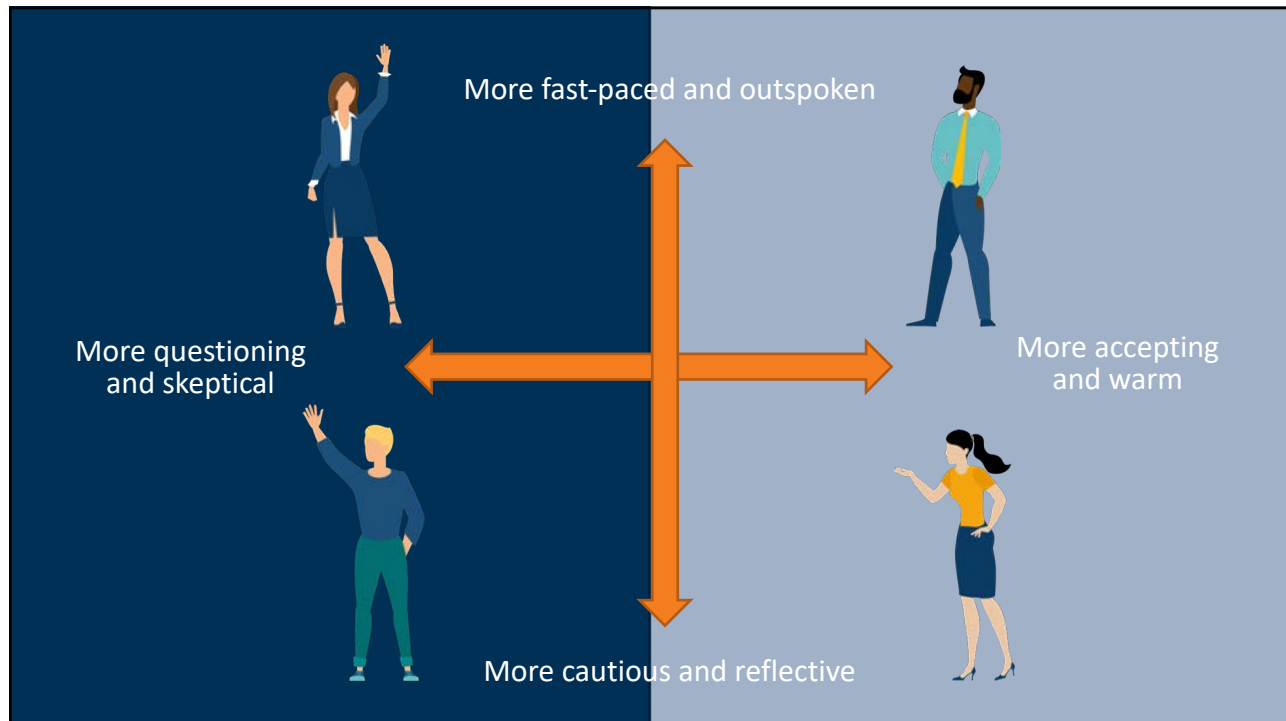 More fast-paced and outspoken
More questioning
and skeptical
More accepting
and warm
More cautious and reflective